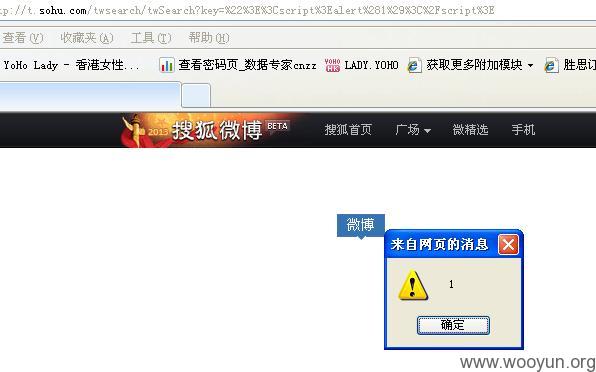 tp://t.sohu.com/twsearch/twSearch?key=%22%3E%3Cscript%3Ealert%281%29%3C%2Fscript%3E
查看(V) 收藏夹(A) 工具(T) 帮助(H)
YoHo Lady - 香港女性... 查看密码页_数据专家cnzz YOHO HK LADY.YOHO 获取更多附加模块 胜思订
2013 搜狐微博 BETA 搜狐首页 广场 微精选 手机
微博
来自网页的消息
1
确定
www.wooyun.org